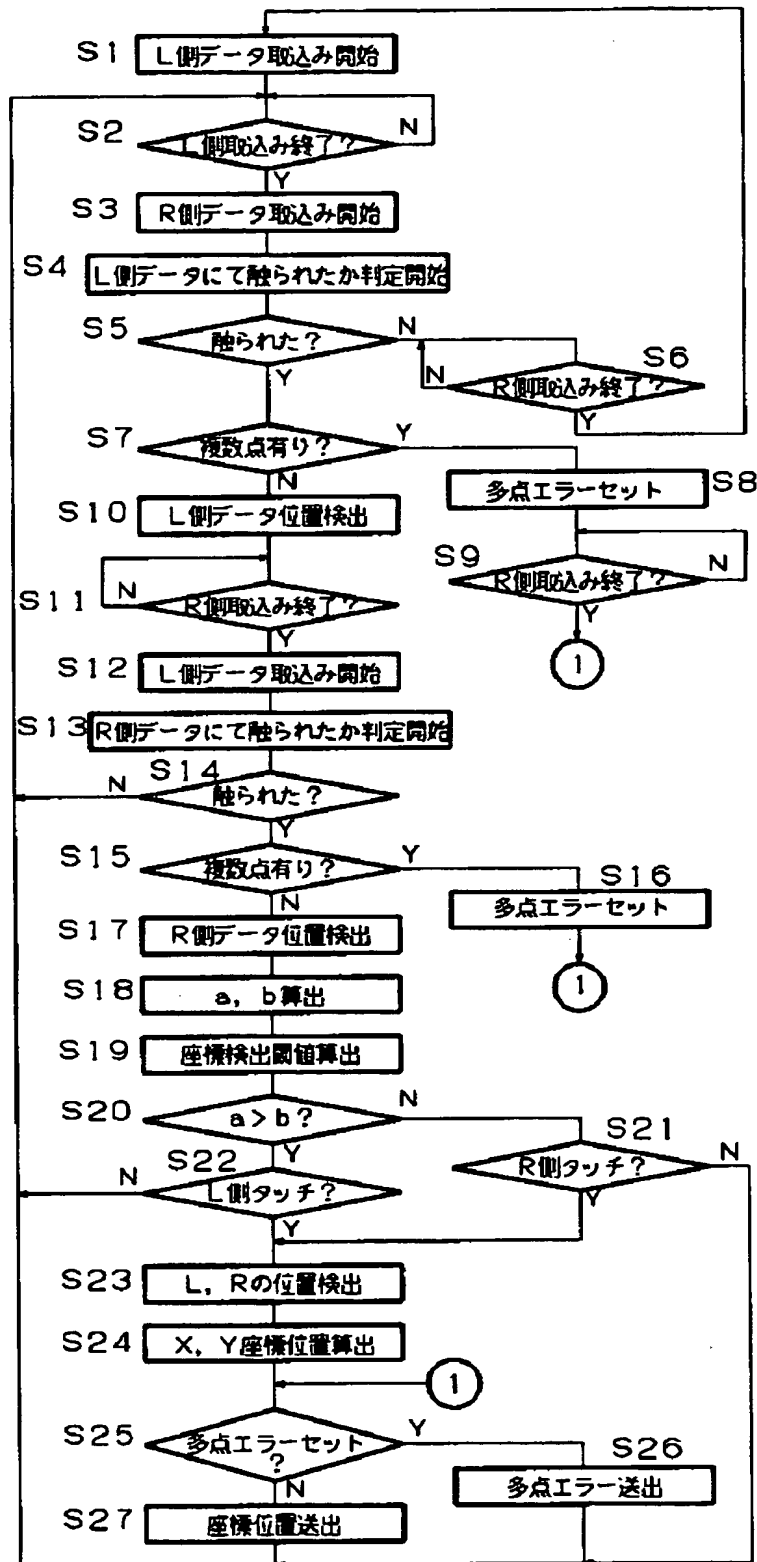 S1 L側データ取込み開始
S2 L側取込み終了? N
Y
S3 R側データ取込み開始
S4 L側データにて触られたか判定開始
S5 触られた? N
Y
S6 R側取込み終了? N
Y
S7 複数点有り? Y
N
S8 多点エラーセット
S9 R側取込み終了? N
Y
1
S10 L側データ位置検出
S11 R側取込み終了? N
Y
S12 L側データ取込み開始
S13 R側データにて触られたか判定開始
S14 触られた? N
Y
S15 複数点有り? Y
N
S16 多点エラーセット
1
S17 R側データ位置検出
S18 a, b算出
S19 座標検出閾値算出
S20 a>b? N
Y
S21 R側タッチ? N
Y
S22 L側タッチ? N
Y
S23 L, Rの位置検出
S24 X, Y座標位置算出
1
S25 多点エラーセット
? Y
N
S26 多点エラー送出
S27 座標位置送出